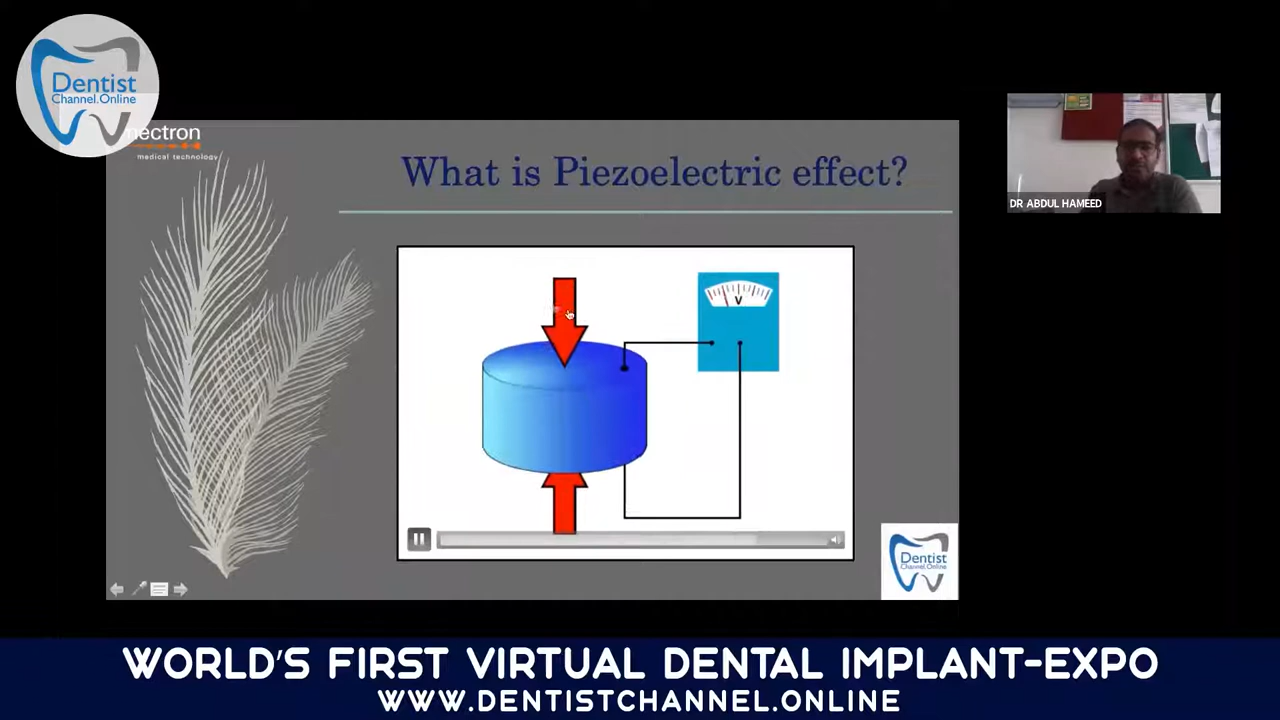 Dentist
Channel.Online
mectron
medical technology
What is Piezoelectric effect?
V
DR ABDUL HAMEED
Dentist
Channel.Online
WORLD'S FIRST VIRTUAL DENTAL IMPLANT-EXPO
WWW.DENTISTCHANNEL.ONLINE